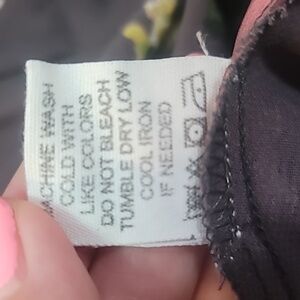 MACHINE WASH
COLD WITH
LIKE COLORS
DO NOT BLEACH
TUMBLE DRY LOW
COOL IRON
IF NEEDED